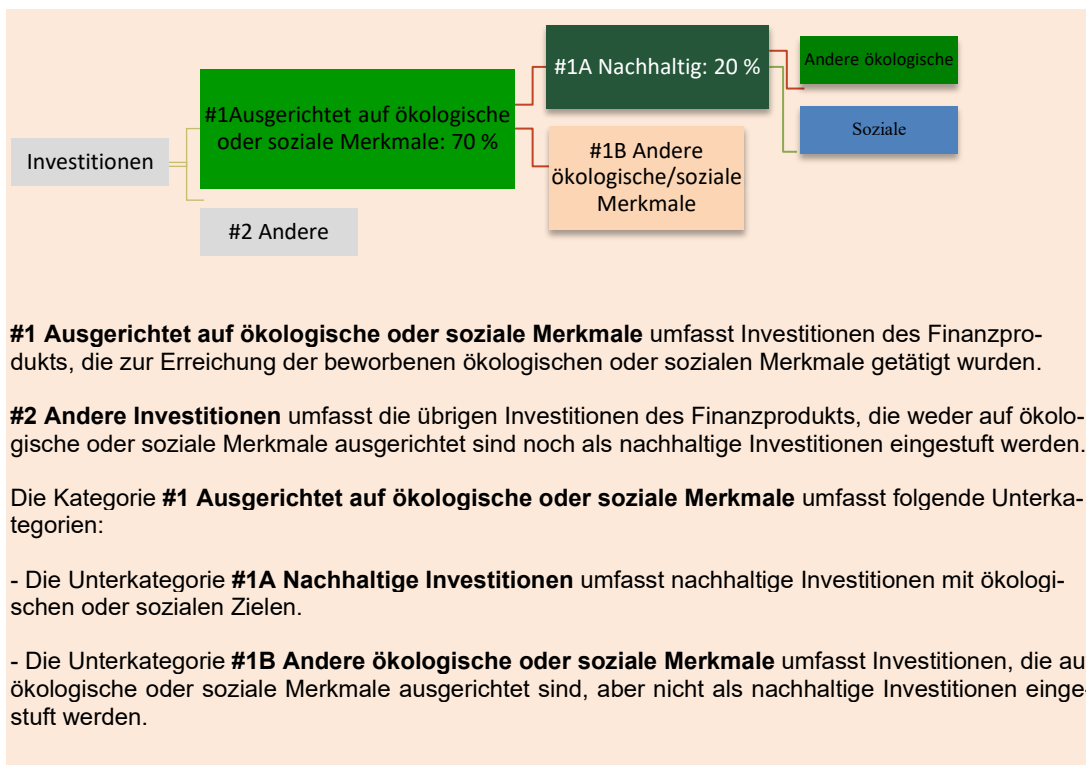 Investitionen
#1Ausgerichtet auf ökologische
oder soziale Merkmale: 70 %
#2 Andere
#1A Nachhaltig: 20 %
#1B Andere
ökologische/soziale
Merkmale
Andere ökologische
Soziale
#1 Ausgerichtet auf ökologische oder soziale Merkmale umfasst Investitionen des Finanzpro-
dukts, die zur Erreichung der beworbenen ökologischen oder sozialen Merkmale getätigt wurden.
#2 Andere Investitionen umfasst die übrigen Investitionen des Finanzprodukts, die weder auf ökolo-
gische oder soziale Merkmale ausgerichtet sind noch als nachhaltige Investitionen eingestuft werden.
Die Kategorie #1 Ausgerichtet auf ökologische oder soziale Merkmale umfasst folgende Unterka-
tegorien:
- Die Unterkategorie #1A Nachhaltige Investitionen umfasst nachhaltige Investitionen mit ökologi-
schen oder sozialen Zielen.
- Die Unterkategorie #1B Andere ökologische oder soziale Merkmale umfasst Investitionen, die au
ökologische oder soziale Merkmale ausgerichtet sind, aber nicht als nachhaltige Investitionen einge-
stuft werden.